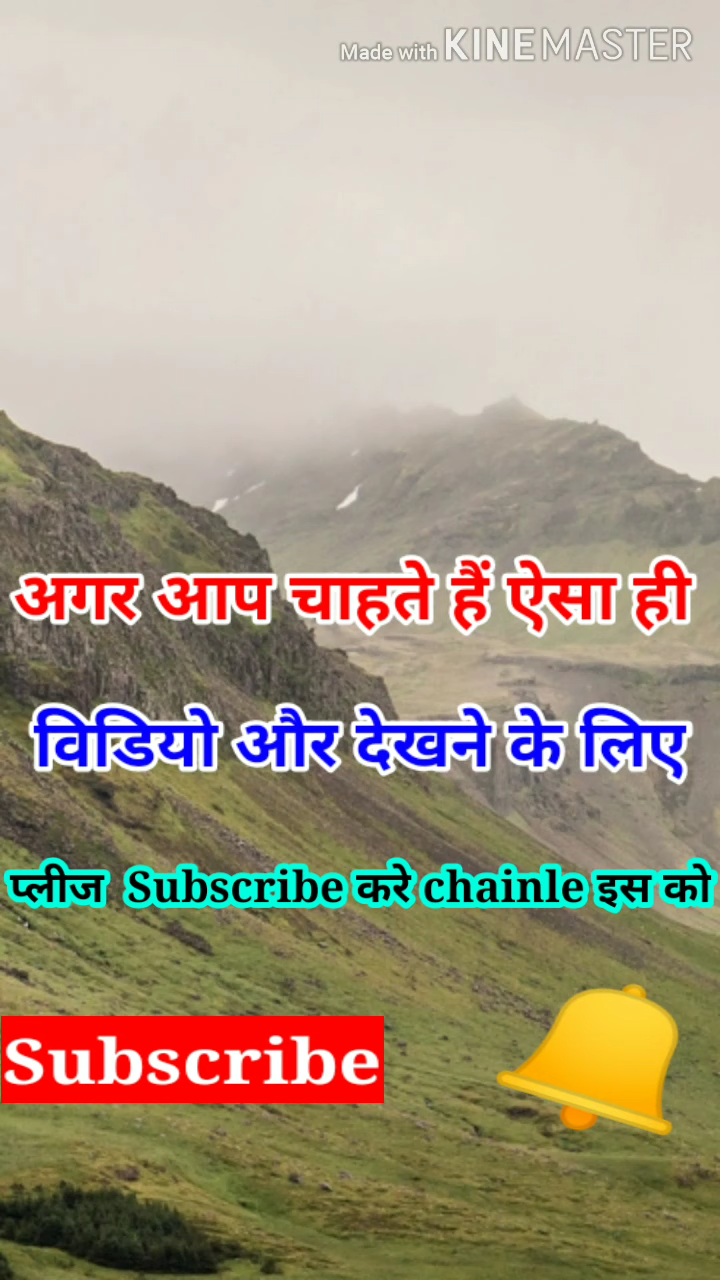 Made with KINEMASTER
अगर आप चाहते हैं ऐसा ही
विडियो और देखने के लिए
प्लीज Subscribe करे chainle इस को
Subscribe